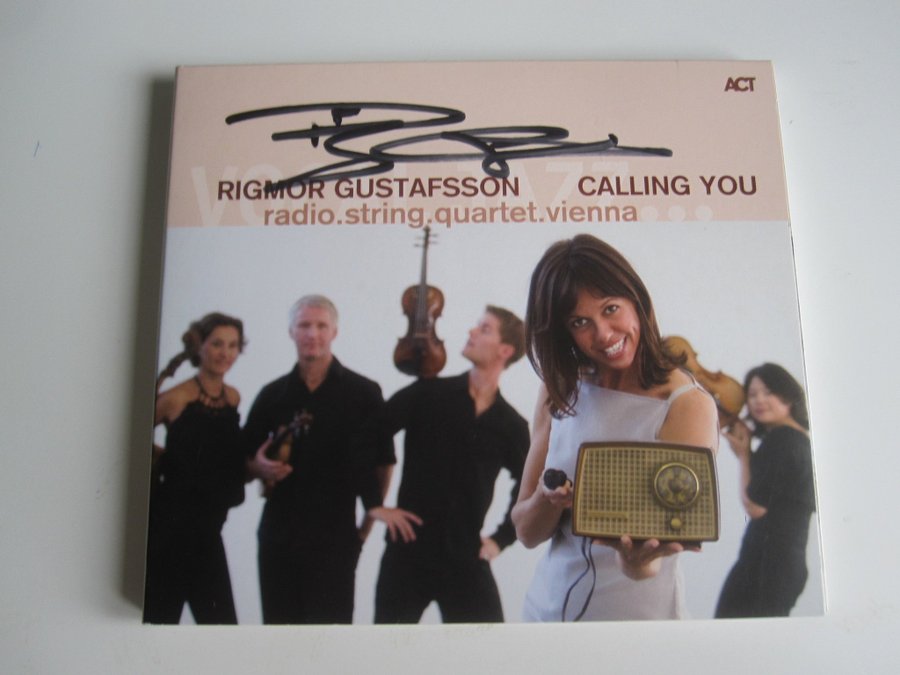 ACT
RIGMOR GUSTAFSSON CALLING YOU
radio.string.quartet.vienna